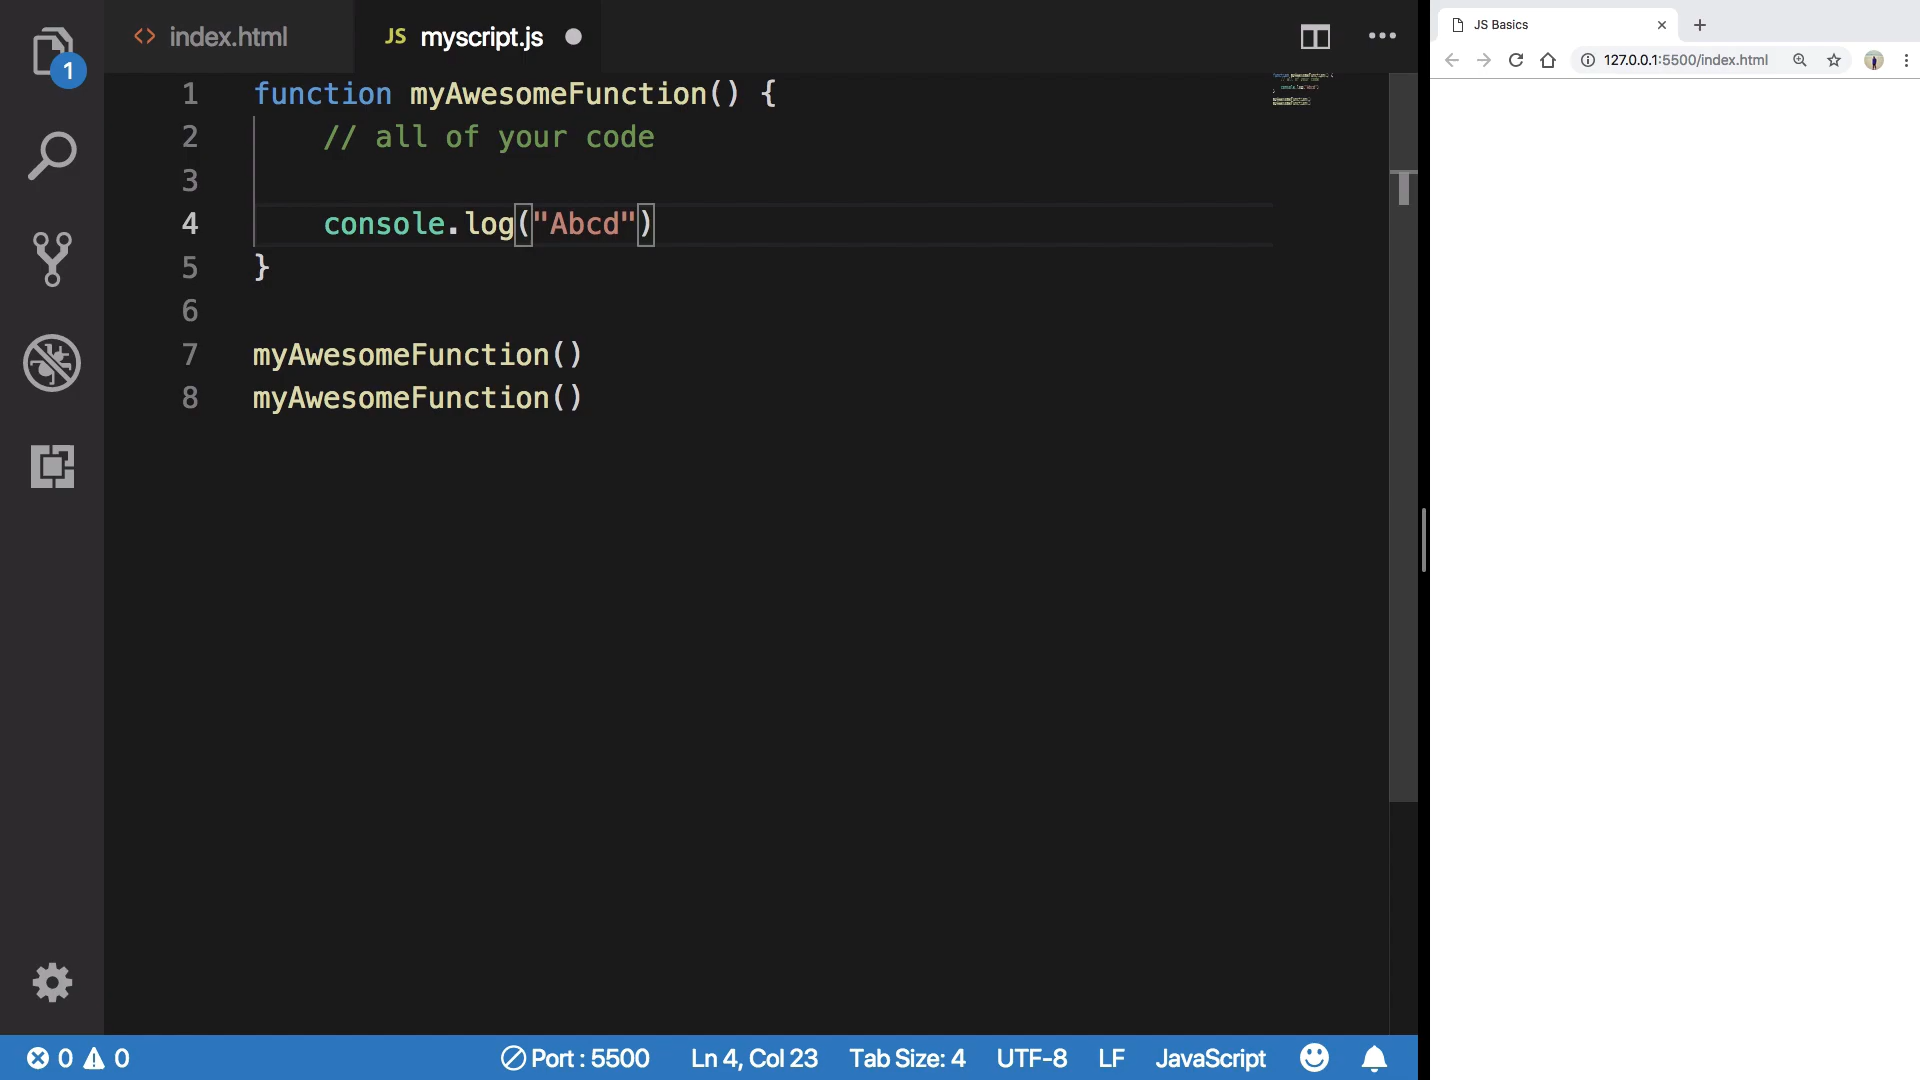 index.html
JS myscript.js
JS Basics
127.0.0.1:5500/index.html
1
1 function myAwesomeFunction() {
2 // all of your code
3
4 console.log("Abcd")
5 }
6
7 myAwesomeFunction()
8 myAwesomeFunction()
0 0 Port : 5500 Ln 4, Col 23 Tab Size: 4 UTF-8 LF JavaScript